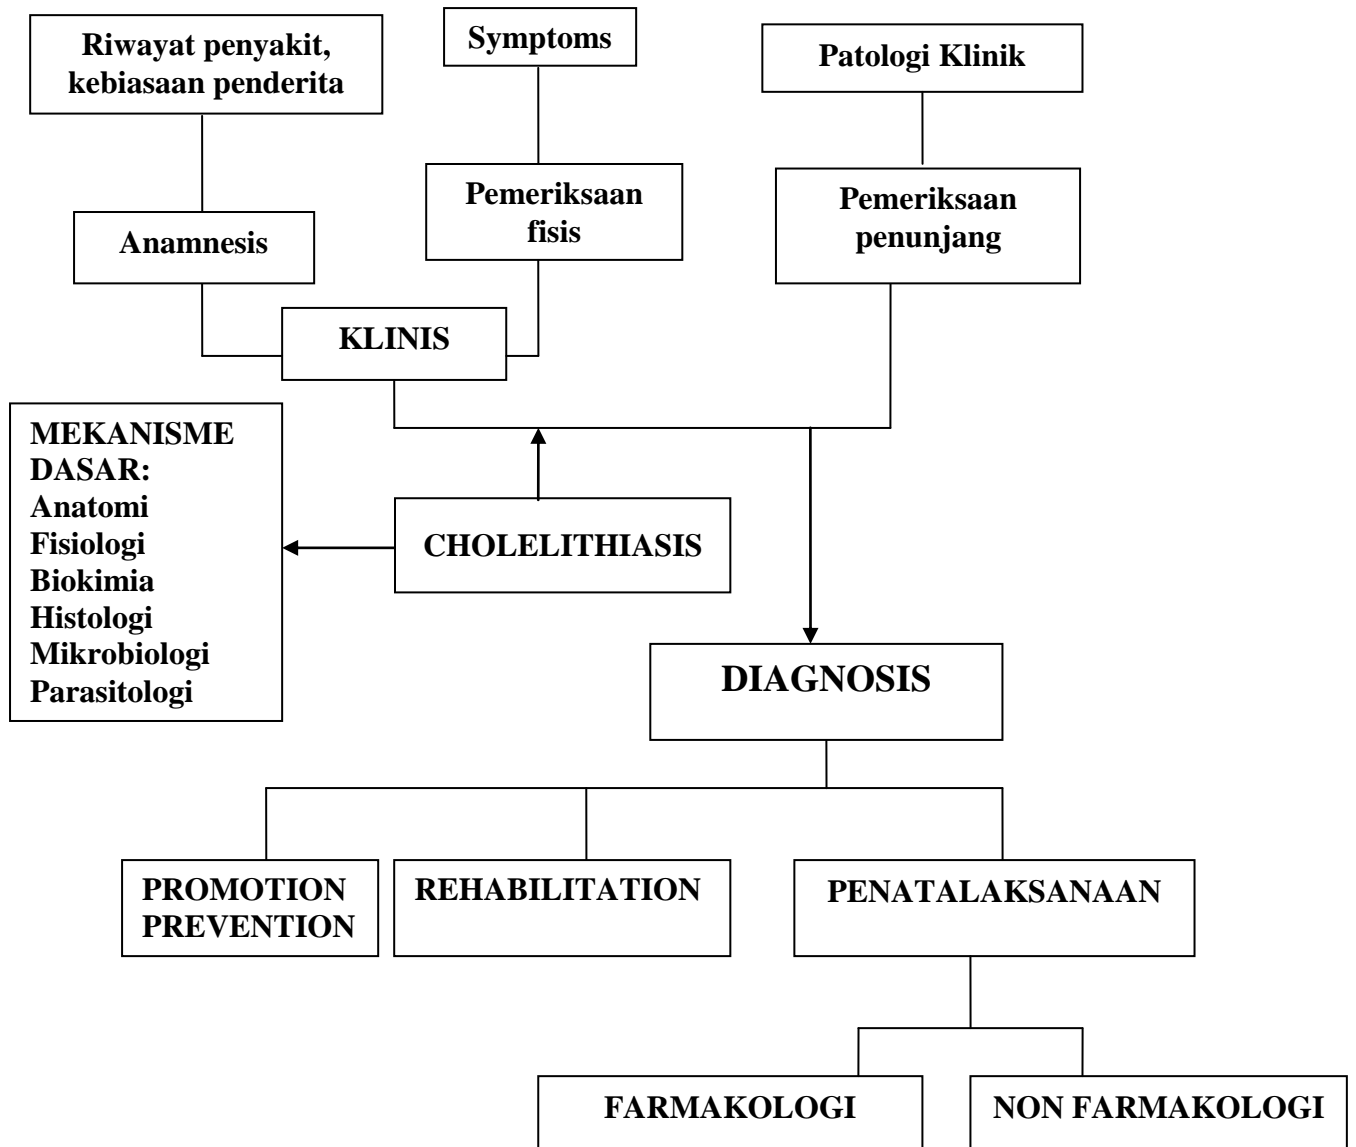 Riwayat penyakit,
kebiasaan penderita
Symptoms
Patologi Klinik
Anamnesis
Pemeriksaan
fisis
Pemeriksaan
penunjang
KLINIS
MEKANISME
DASAR:
Anatomi
Fisiologi
Biokimia
Histologi
Mikrobiologi
Parasitologi
CHOLELITHIASIS
DIAGNOSIS
PROMOTION
PREVENTION
REHABILITATION
PENATALAKSANAAN
FARMAKOLOGI
NON FARMAKOLOGI